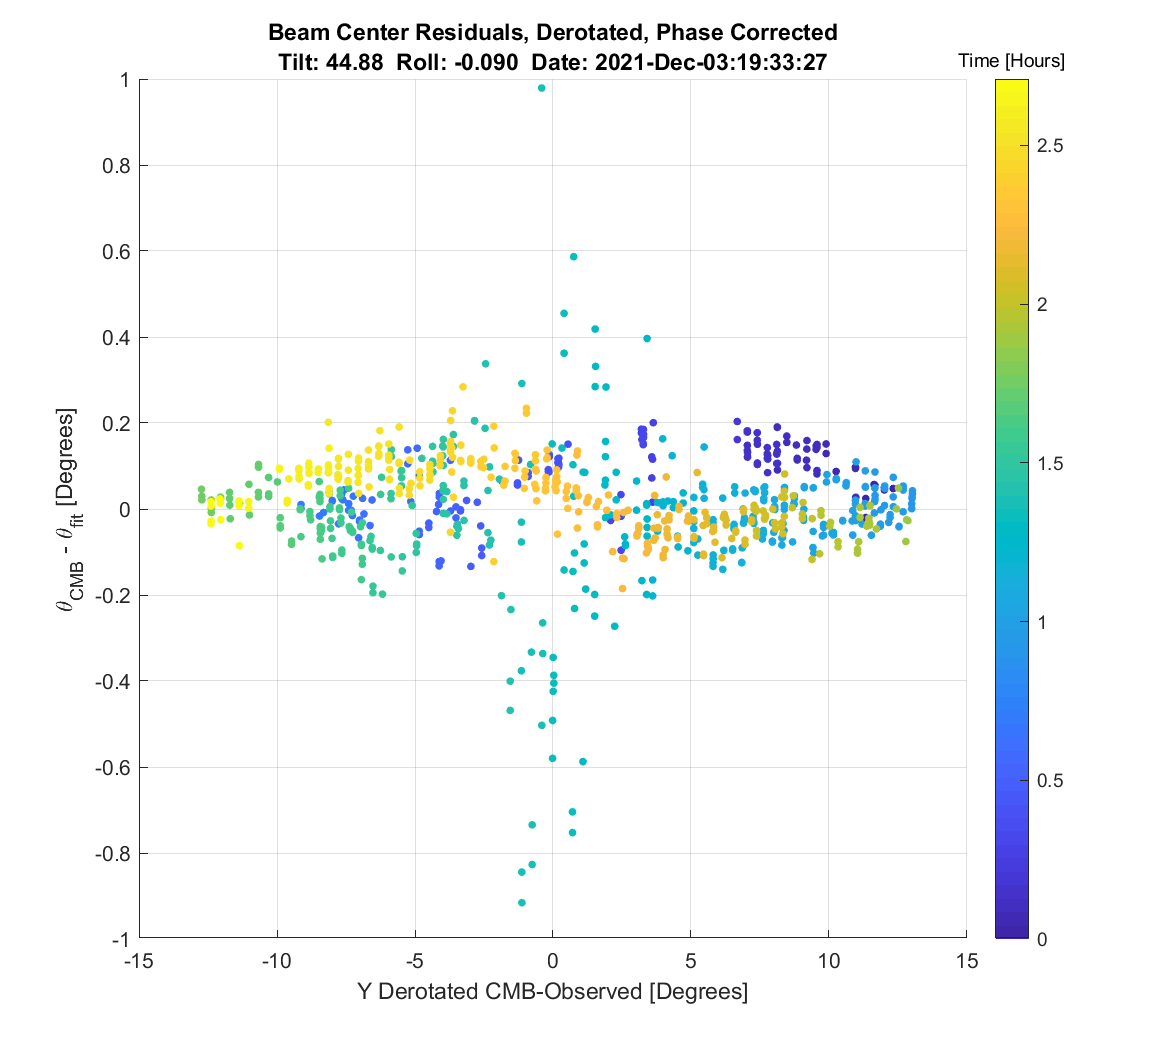 Beam Center Residuals, Derotated, Phase Corrected
Tilt: 44.88 Roll: -0.090 Date: 2021-Dec-03:19:33:27
Time [Hours]
1
0.8
0.6
0.4
0.2
0
-0.2
-0.4
-0.6
-0.8
-1
θCMB - θfit [Degrees]
-15 -10 -5 0 5 10 15
Y Derotated CMB-Observed [Degrees]
2.5
2
1.5
1
0.5
0